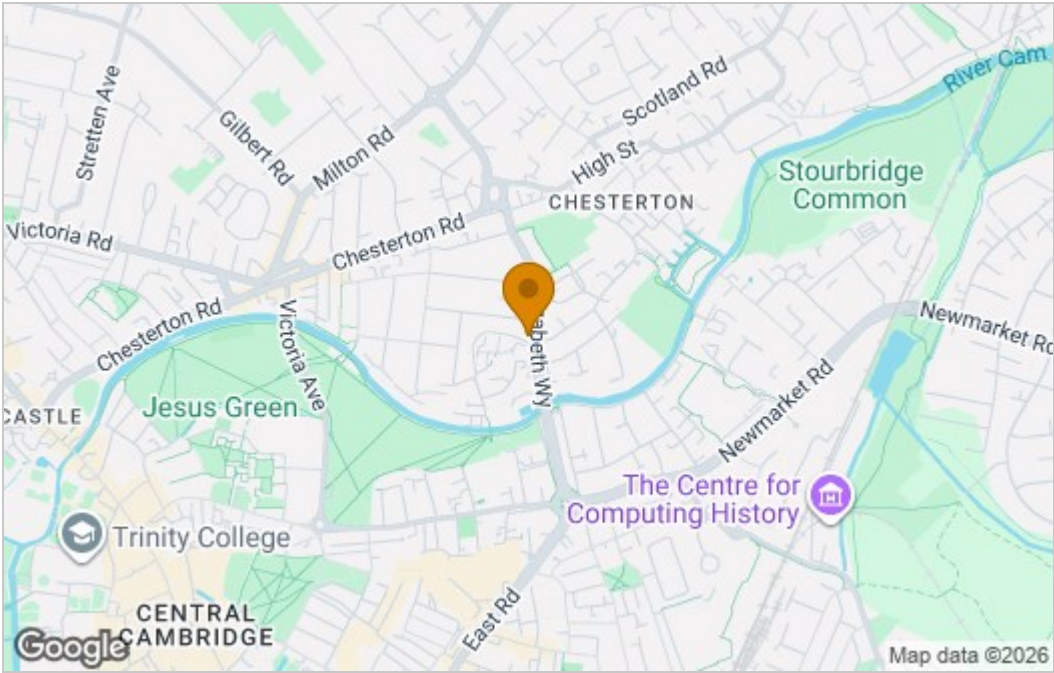 Stretten Ave
Gilbert Rd
Milton Rd
Scotland Rd
High St
River Cam
Stourbridge
Common
CHESTERTON
Victoria Rd
Chesterton Rd
Chesterton Rd
Victoria Ave
abeth Wy
Newmarket Rd
Newmarket Rd
CASTLE
Jesus Green
The Centre for
Computing History
Trinity College
CENTRAL
CAMBRIDGE
East Rd
Google
Map data ©2026